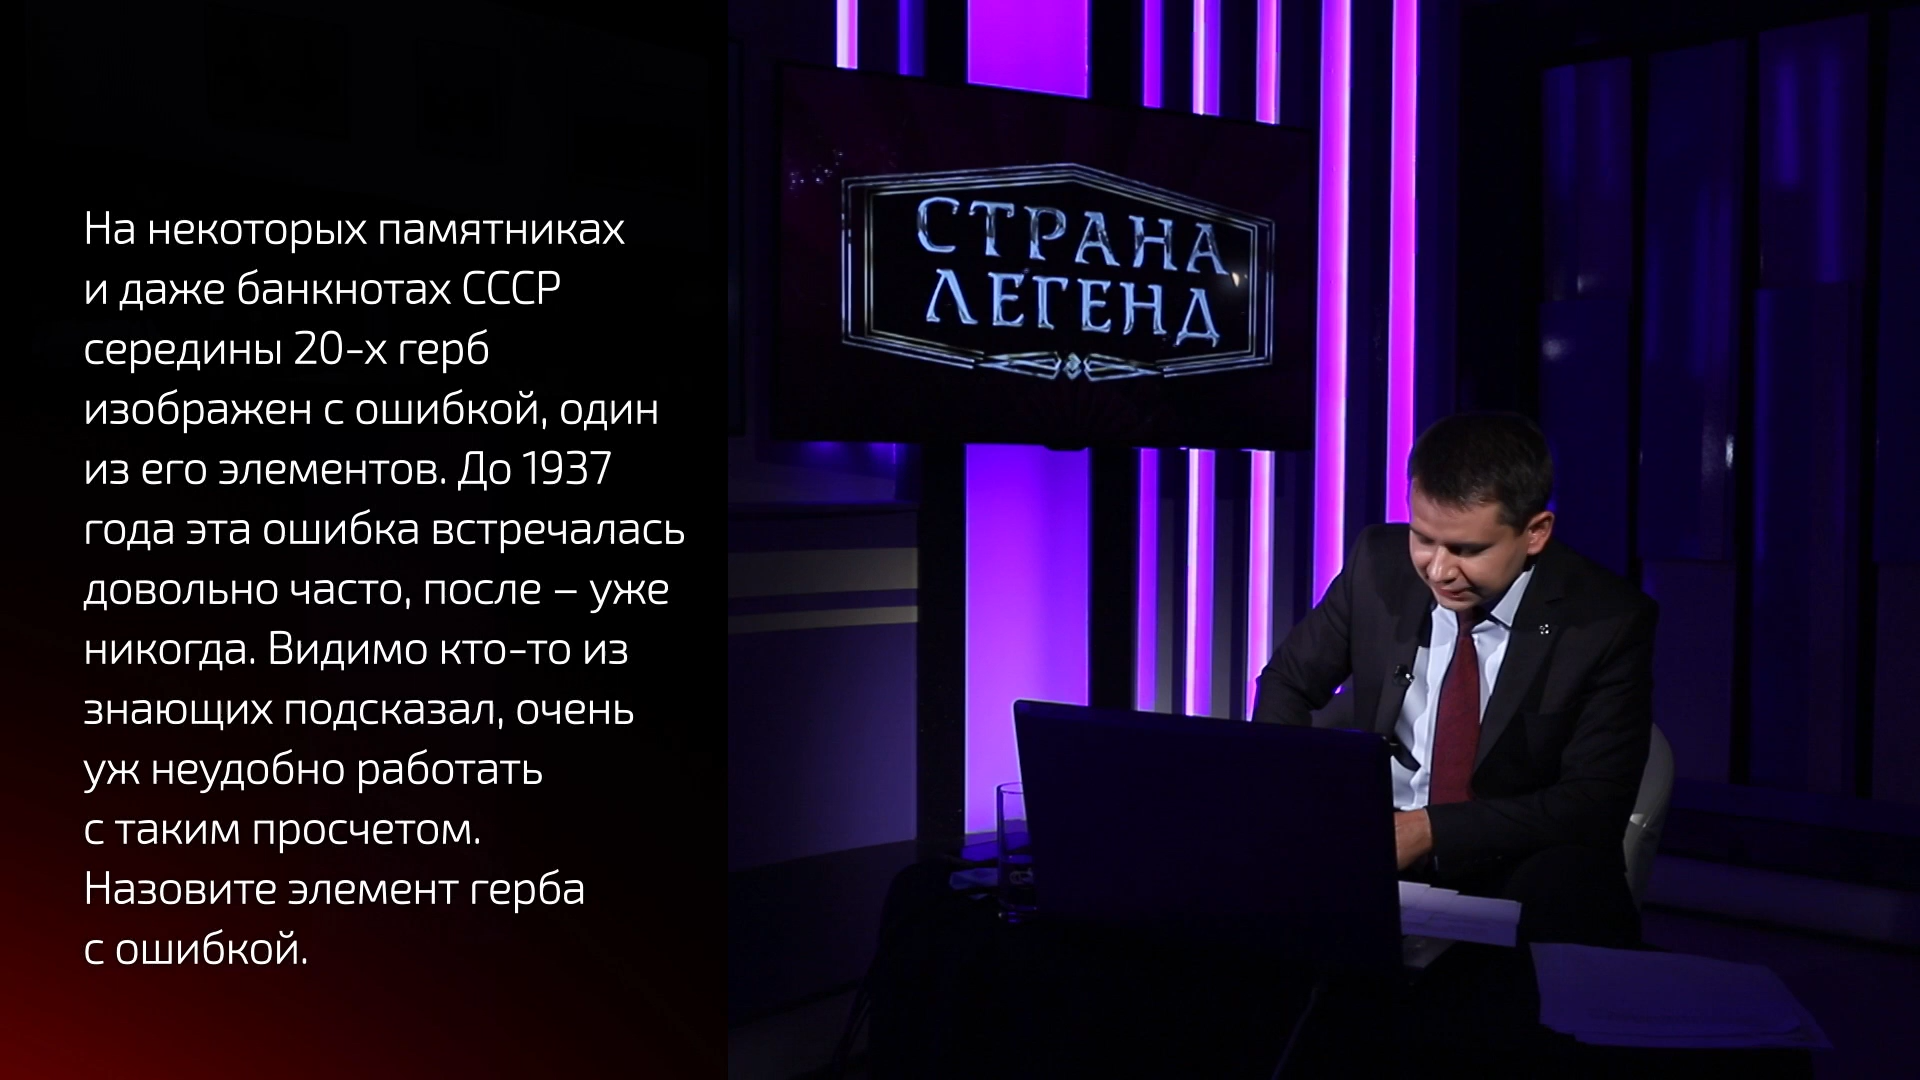 На некоторых памятниках
и даже банкнотах СССР
середины 20-х герб
изображен с ошибкой, один
из его элементов. До 1937
года эта ошибка встречалась
довольно часто, после – уже
никогда. Видимо кто-то из
знающих подсказал, очень
уж неудобно работать
с таким просчетом.
Назовите элемент герба
с ошибкой.
СТРАНА
ЛЕГЕНД